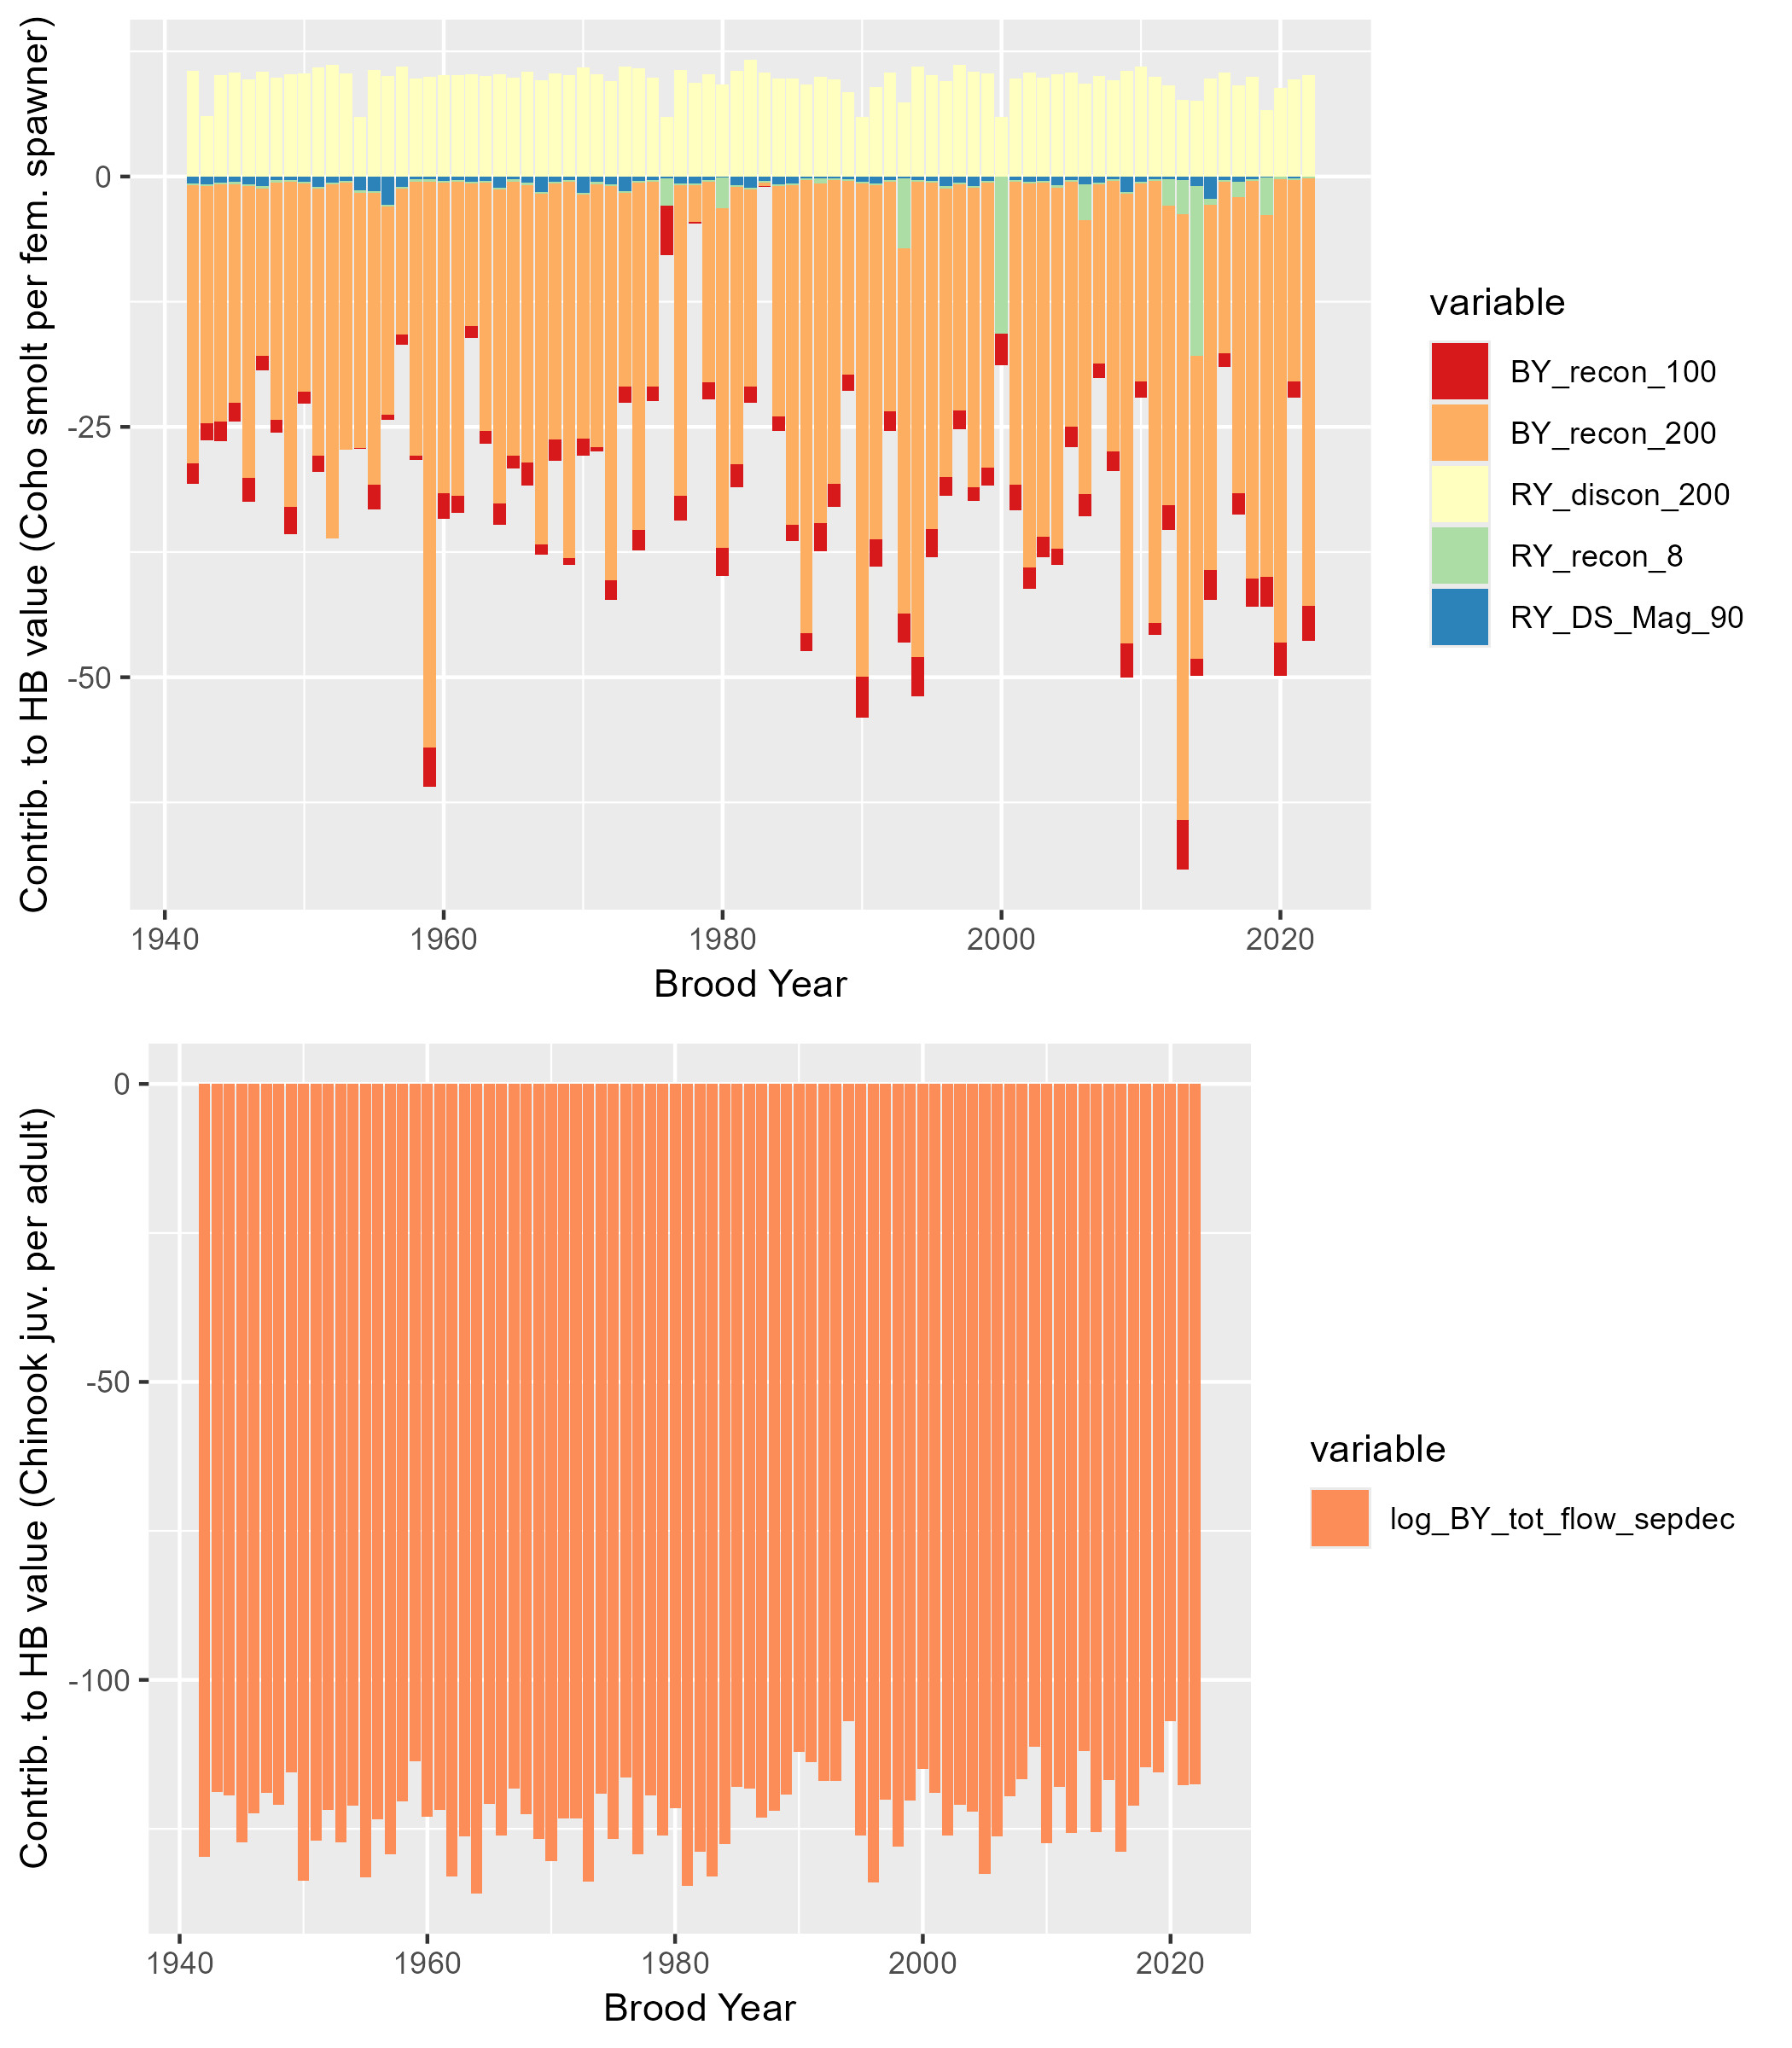 Contrib. to HB value (Coho smolt per fem. spawner)
0
-25
-50
1940 1960 1980 2000 2020
Brood Year
variable
BY_recon_100
BY_recon_200
RY_discon_200
RY_recon_8
RY_DS_Mag_90
Contrib. to HB value (Chinook juv. per adult)
0
-50
-100
1940 1960 1980 2000 2020
Brood Year
variable
log_BY_tot_flow_sepdec